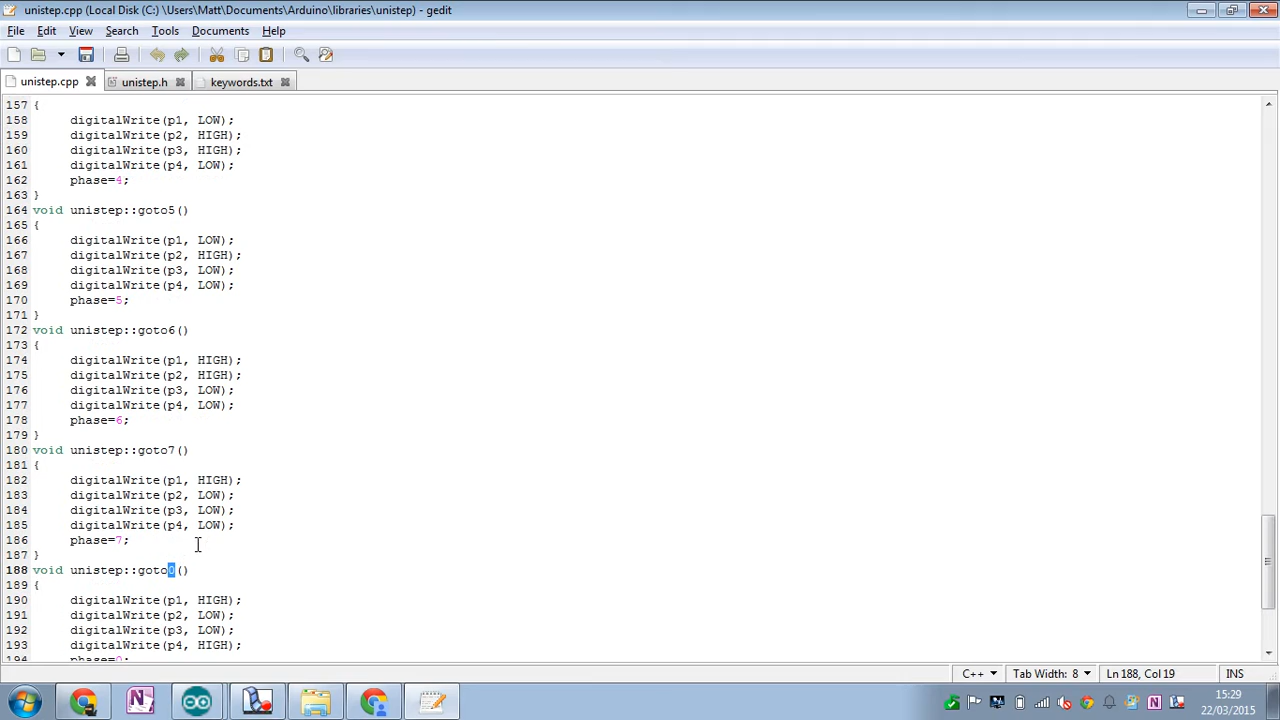 unistep.cpp (Local Disk (C:) \Users\Matt\Documents\Arduino\libraries\unistep) - gedit
File Edit View Search Tools Documents Help
unistep.cpp unistep.h keywords.txt
157 {
158 digitalWrite(p1, LOW);
159 digitalWrite(p2, HIGH);
160 digitalWrite(p3, HIGH);
161 digitalWrite(p4, LOW);
162 phase=4;
163 }
164 void unistep::goto5()
165 {
166 digitalWrite(p1, LOW);
167 digitalWrite(p2, HIGH);
168 digitalWrite(p3, LOW);
169 digitalWrite(p4, LOW);
170 phase=5;
171 }
172 void unistep::goto6()
173 {
174 digitalWrite(p1, HIGH);
175 digitalWrite(p2, HIGH);
176 digitalWrite(p3, LOW);
177 digitalWrite(p4, LOW);
178 phase=6;
179 }
180 void unistep::goto7()
181 {
182 digitalWrite(p1, HIGH);
183 digitalWrite(p2, LOW);
184 digitalWrite(p3, LOW);
185 digitalWrite(p4, LOW);
186 phase=7;
187 }
188 void unistep::goto0()
189 {
190 digitalWrite(p1, HIGH);
191 digitalWrite(p2, LOW);
192 digitalWrite(p3, LOW);
193 digitalWrite(p4, HIGH);
194 phase=0;
C++ Tab Width: 8 Ln 188, Col 19 INS
15:29
22/03/2015